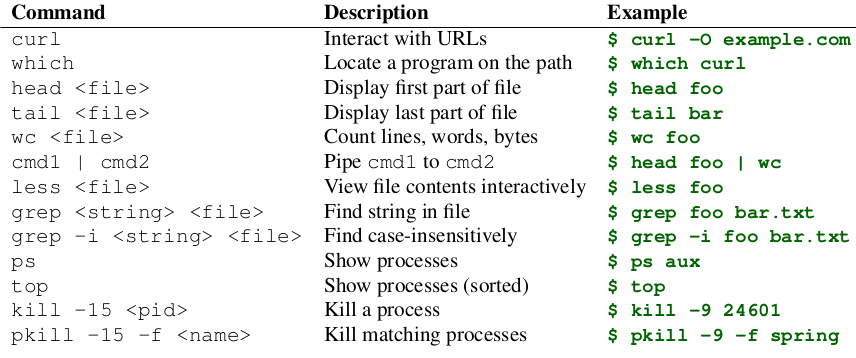 Command Description Example
curl Interact with URLs $ curl -O example.com
which Locate a program on the path $ which curl
head <file> Display first part of file $ head foo
tail <file> Display last part of file $ tail bar
wc <file> Count lines, words, bytes $ wc foo
cmd1 | cmd2 Pipe cmd1 to cmd2 $ head foo | wc
less <file> View file contents interactively $ less foo
grep <string> <file> Find string in file $ grep foo bar.txt
grep -i <string> <file> Find case-insensitively $ grep -i foo bar.txt
ps Show processes $ ps aux
top Show processes (sorted) $ top
kill -15 <pid> Kill a process $ kill -9 24601
pkill -15 -f <name> Kill matching processes $ pkill -9 -f spring